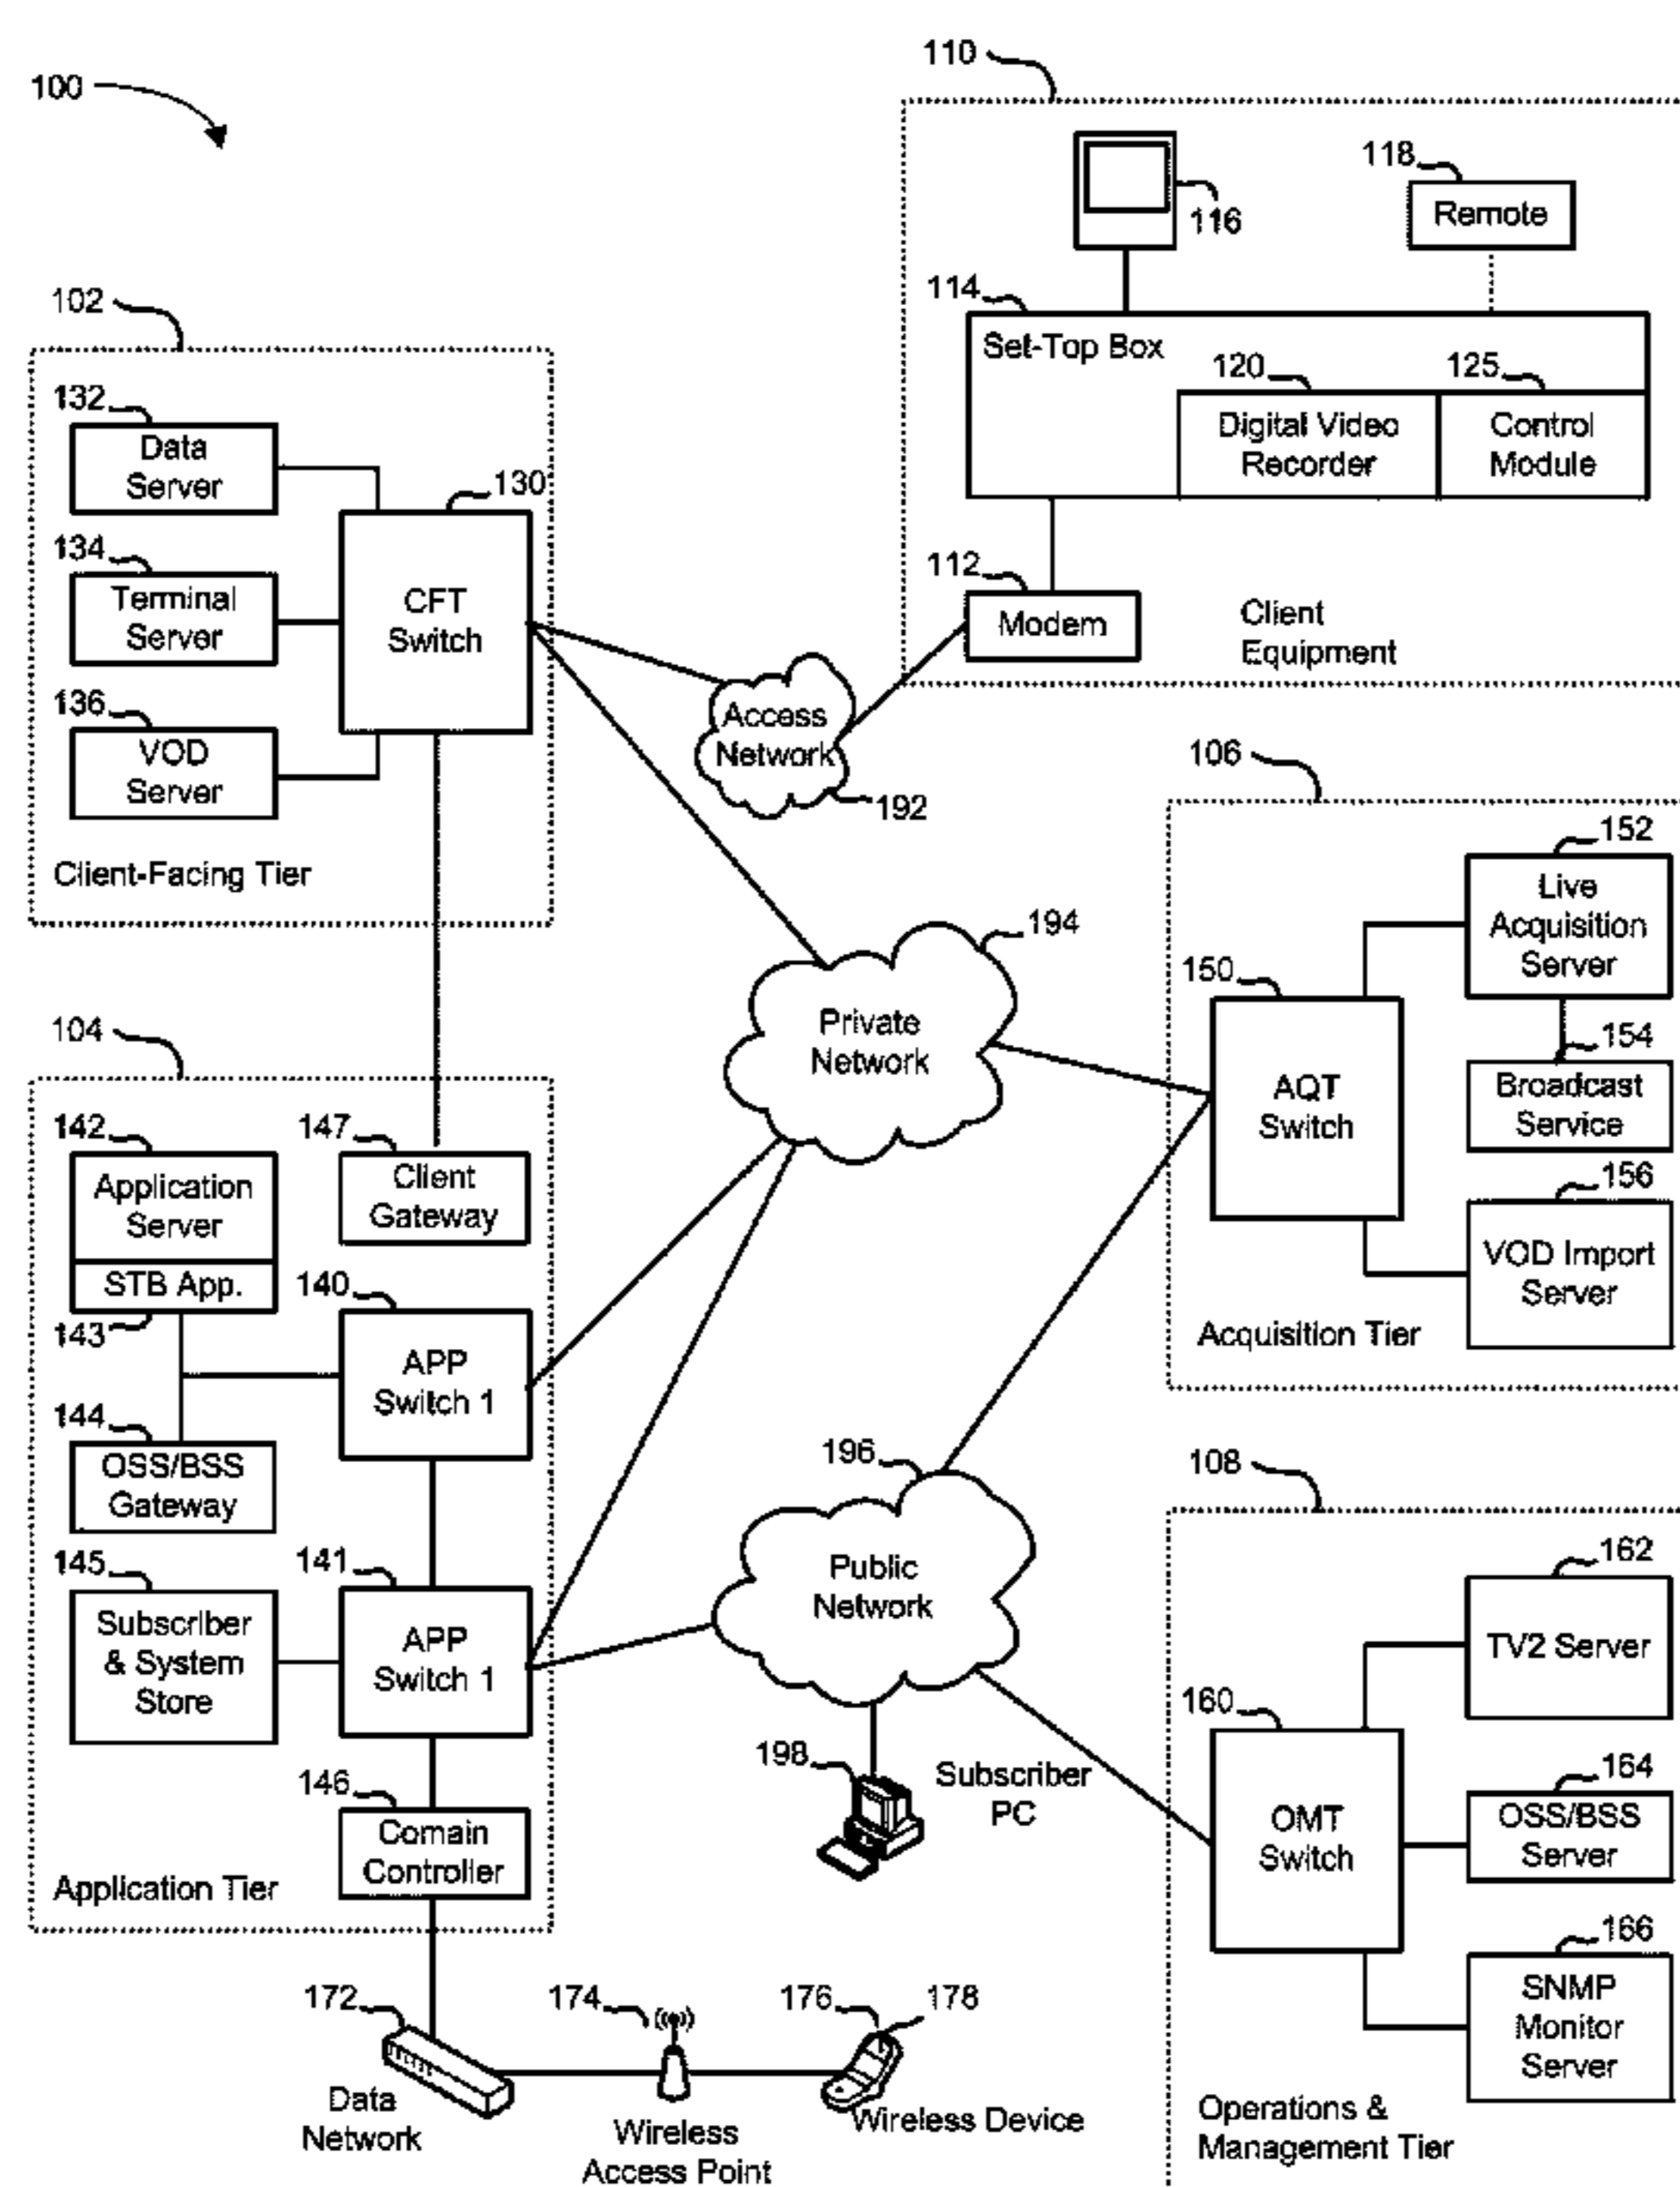 100
110
116
118
Remote
114
Set-Top Box
120
Digital Video
Recorder
125
Control
Module
112
Modem
Client
Equipment
102
132
Data
Server
130
134
Terminal
Server
CFT
Switch
136
VOD
Server
Client-Facing Tier
Access
Network
192
106
152
Live
Acquisition
Server
194
Private
Network
150
AQT
Switch
154
Broadcast
Service
156
VOD Import
Server
Acquisition Tier
104
142
Application
Server
STB App.
143
147
Client
Gateway
140
APP
Switch 1
144
OSS/BSS
Gateway
145
Subscriber
& System
Store
141
APP
Switch 1
146
Comain
Controller
Application Tier
196
Public
Network
198
Subscriber
PC
108
162
TV2 Server
160
OMT
Switch
164
OSS/BSS
Server
166
SNMP
Monitor
Server
Operations &
Management Tier
172
Data
Network
174
Wireless
Access Point
176
178
Wireless Device